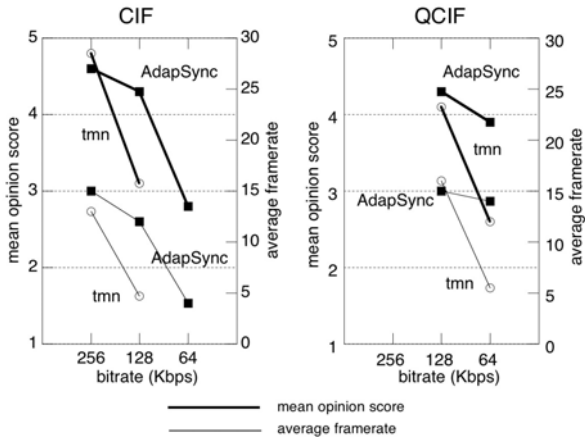 CIF
QCIF
5
4
3
2
1
mean opinion score
30
25
20
15
10
5
0
average framerate
AdapSync
tmn
AdapSync
tmn
256
128
64
bitrate (Kbps)
5
4
3
2
1
mean opinion score
30
25
20
15
10
5
0
average framerate
AdapSync
tmn
AdapSync
tmn
256
128
64
bitrate (Kbps)
mean opinion score
average framerate